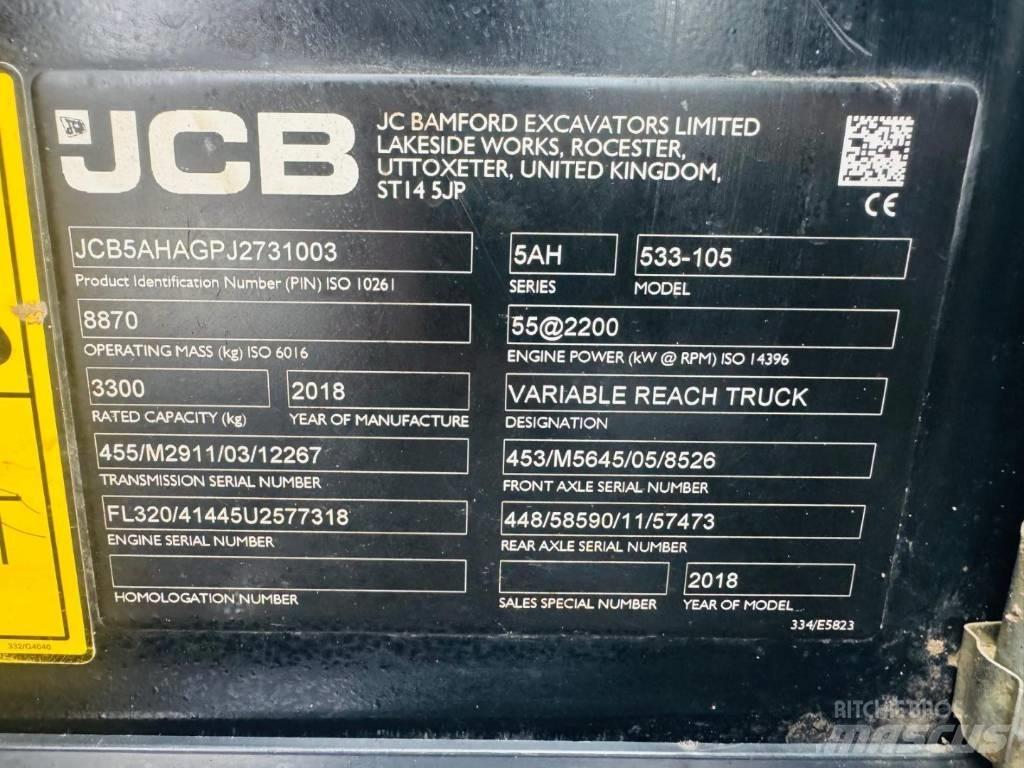 JCB
JC BAMFORD EXCAVATORS LIMITED
LAKESIDE WORKS, ROCESTER,
UTTOXETER, UNITED KINGDOM,
ST14 5JP
CE
JCB5AHAGPJ2731003
Product Identification Number (PIN) ISO 10261
5AH
SERIES
533-105
MODEL
8870
OPERATING MASS (kg) ISO 6016
55@2200
ENGINE POWER (kW @ RPM) ISO 14396
3300
RATED CAPACITY (kg)
2018
YEAR OF MANUFACTURE
VARIABLE REACH TRUCK
DESIGNATION
455/M2911/03/12267
TRANSMISSION SERIAL NUMBER
453/M5645/05/8526
FRONT AXLE SERIAL NUMBER
FL320/41445U2577318
ENGINE SERIAL NUMBER
448/58590/11/57473
REAR AXLE SERIAL NUMBER
HOMOLOGATION NUMBER
SALES SPECIAL NUMBER
2018
YEAR OF MODEL
334/E5823
332/G4040
RITCHIE BROS
MASCUS